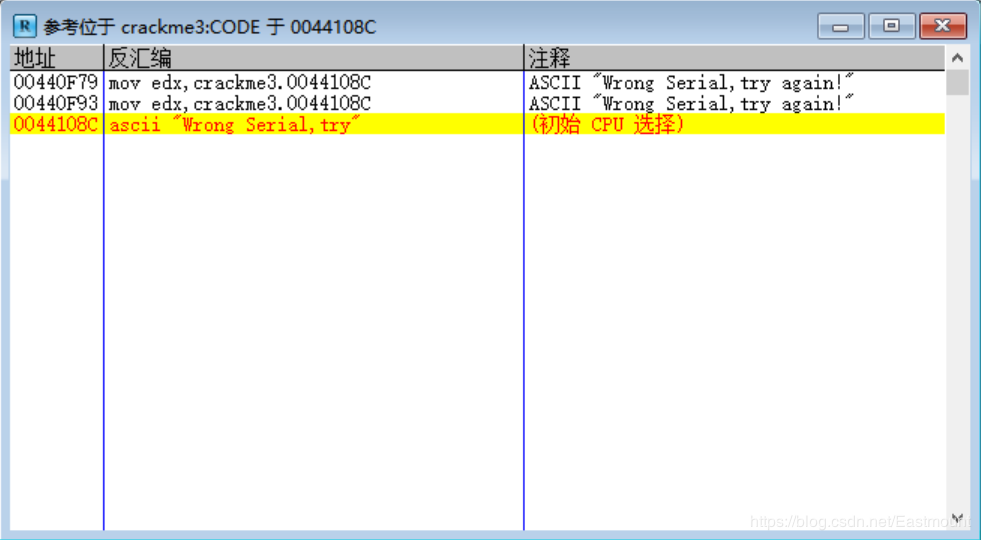 参考位于 crackme3:CODE 于 0044108C
地址 反汇编 注释
00440F79 mov edx,crackme3.0044108C ASCII "Wrong Serial,try again!"
00440F93 mov edx,crackme3.0044108C ASCII "Wrong Serial,try again!"
0044108C ascii "Wrong Serial,try" (初始 CPU 选择)
https://blog.csdn.net/Eastmount